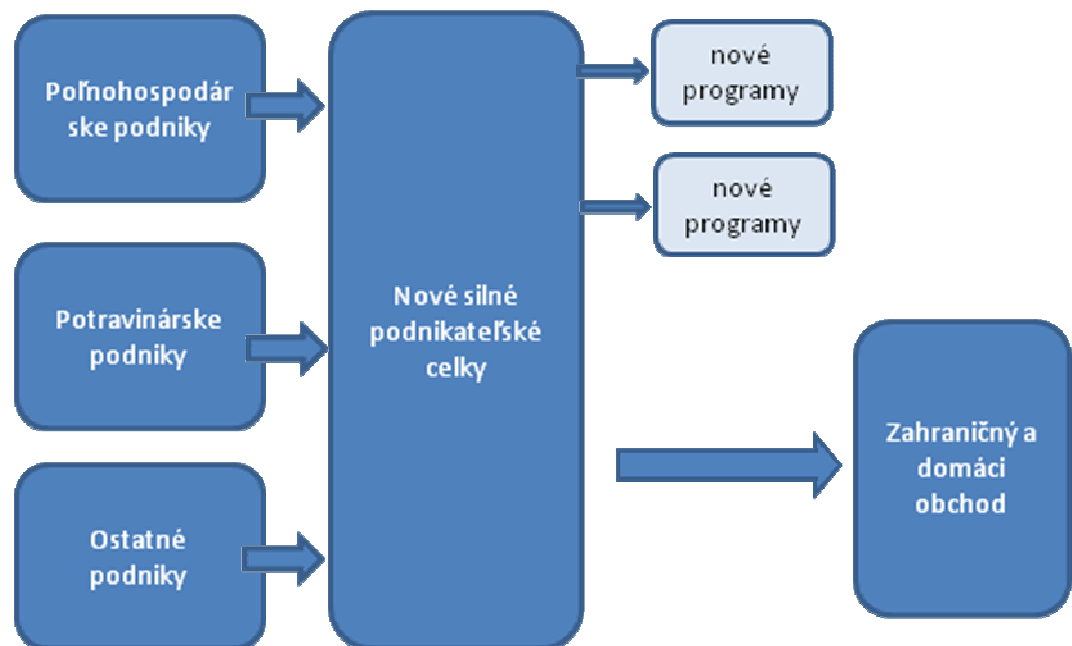 Poľnohospodár
ske podniky
Potravinárske
podniky
Ostatné
podniky
Nové silné
podnikateľské
celky
nové
programy
nové
programy
Zahraničný a
domáci
obchod